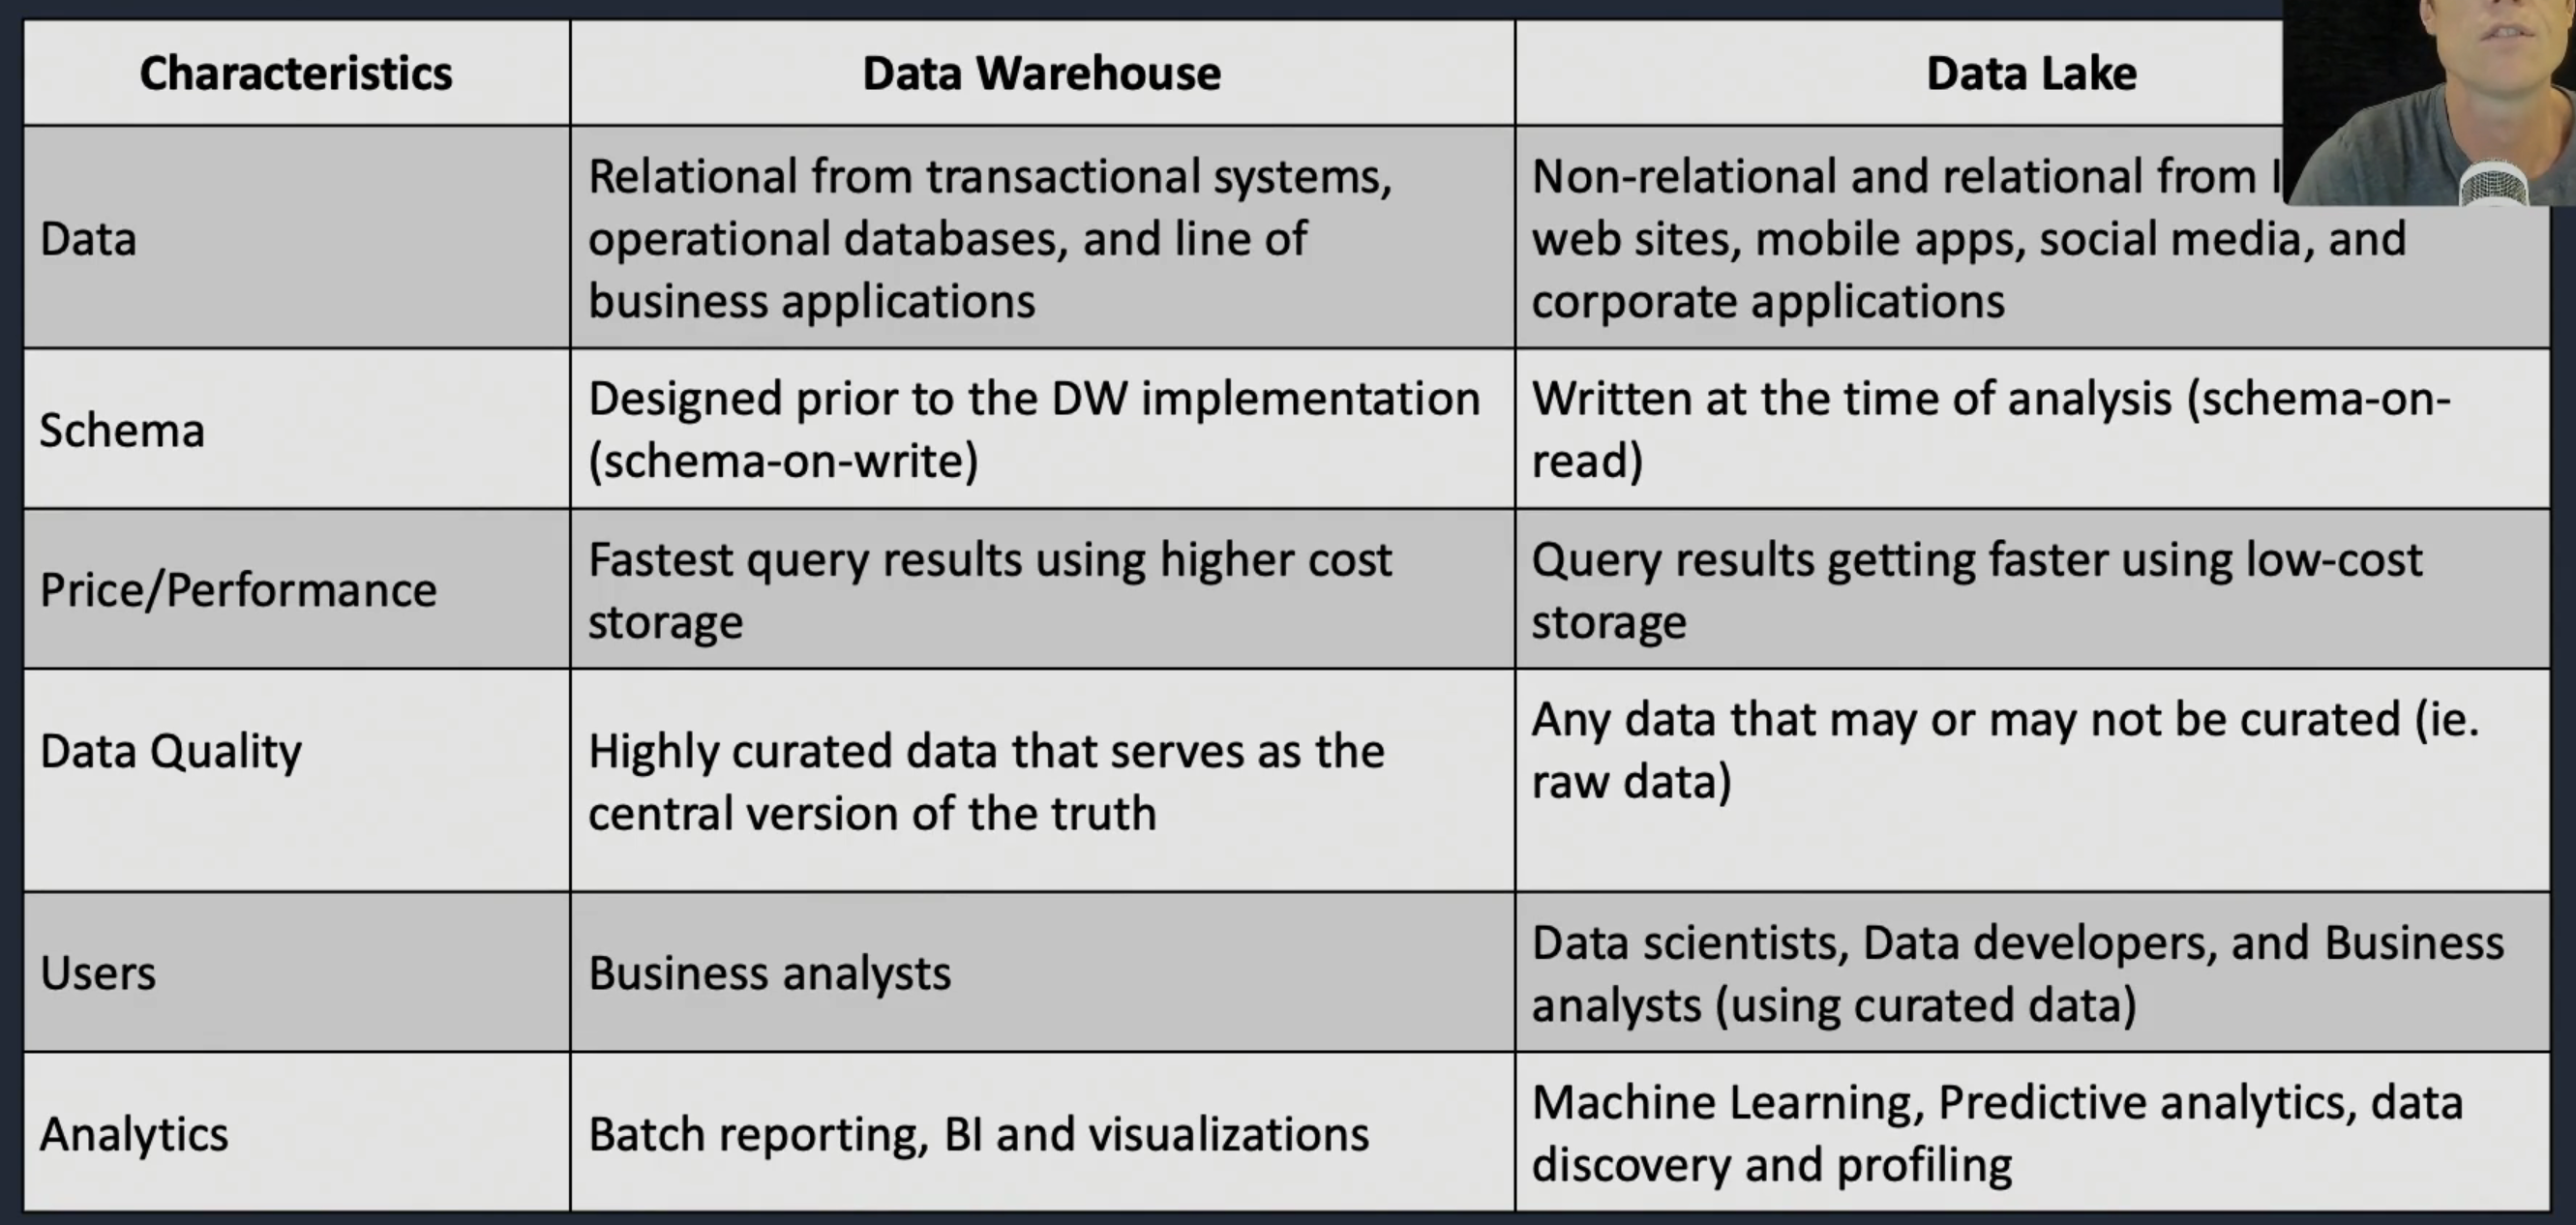 Characteristics
Data Warehouse
Data Lake
Data
Relational from transactional systems,
operational databases, and line of
business applications
Non-relational and relational from
web sites, mobile apps, social media, and
corporate applications
Schema
Designed prior to the DW implementation
(schema-on-write)
Written at the time of analysis (schema-on-
read)
Price/Performance
Fastest query results using higher cost
storage
Query results getting faster using low-cost
storage
Data Quality
Highly curated data that serves as the
central version of the truth
Any data that may or may not be curated (ie.
raw data)
Users
Business analysts
Data scientists, Data developers, and Business
analysts (using curated data)
Analytics
Batch reporting, BI and visualizations
Machine Learning, Predictive analytics, data
discovery and profiling